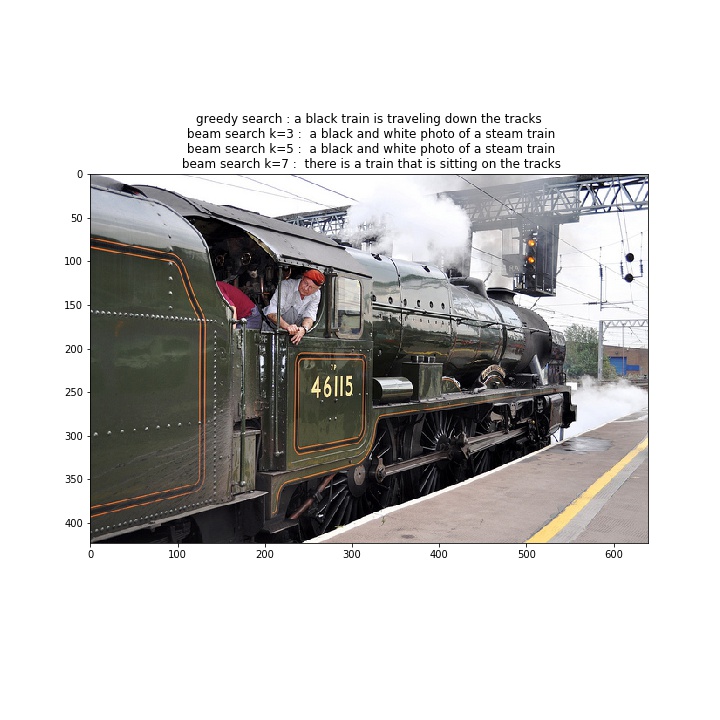 greedy search : a black train is traveling down the tracks
beam search k=3 :  a black and white photo of a steam train
beam search k=5 :  a black and white photo of a steam train
beam search k=7 :  there is a train that is sitting on the tracks
0
50
100
150
200
250
300
350
400
46115
0 100 200 300 400 500 600